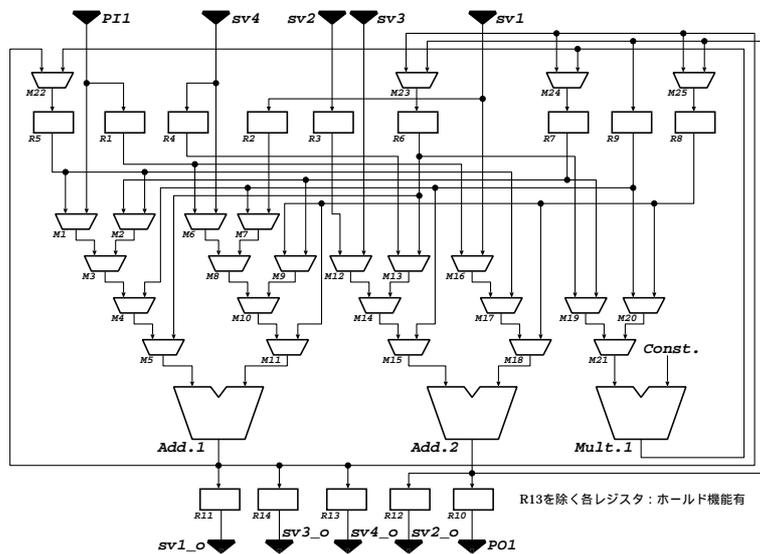 PI1 sv4 sv2 sv3 sv1
M22 M23 M24 M25
R5 R1 R4 R2 R3 R6 R7 R9 R8
M1 M2 M6 M7
M3 M8 M9 M12 M13 M16
M4 M10 M14 M17 M19 M20
M5 M11 M15 M18 M21 Const.
Add.1 Add.2 Mult.1
R11 R14 R13 R12 R10
R13を除く各レジスタ：ホールド機能有
sv1_o sv3_o sv4_o sv2_o PO1